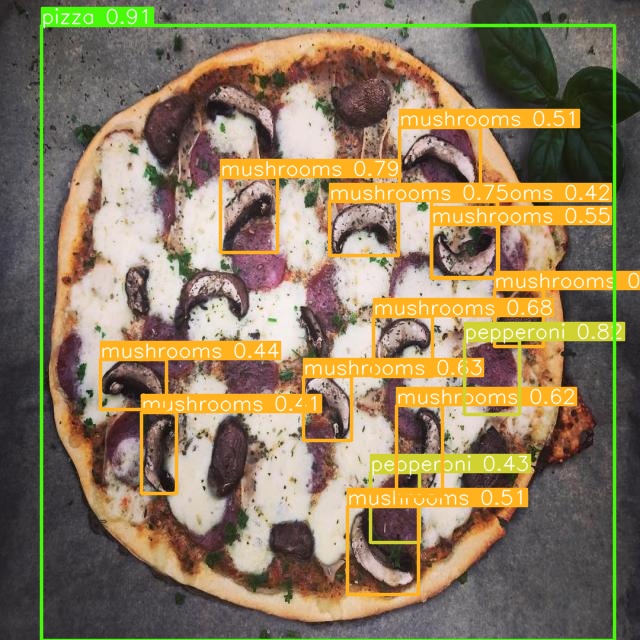 pizza 0.91
mushrooms 0.51
mushrooms 0.79
mushrooms 0.75
oms 0.42
mushrooms 0.55
mushrooms 0
mushrooms 0.68
pepperoni 0.82
mushrooms 0.44
mushrooms 0.63
mushrooms 0.41
mushrooms 0.62
pepperoni 0.43
mushrooms 0.51